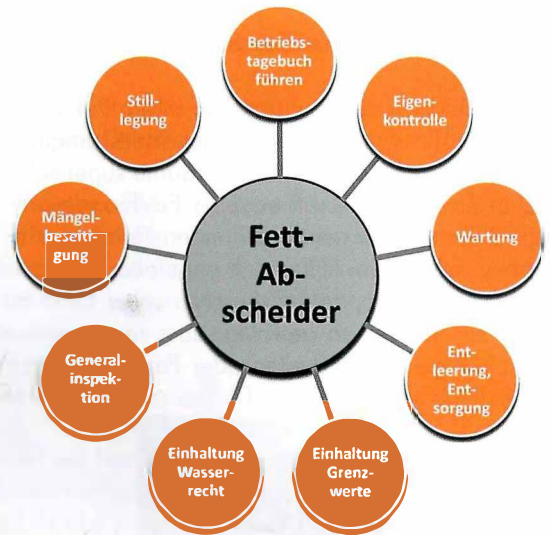 Fett-
Ab-
scheider
Betriebs-
tagebuch
führen
Eigen-
kontrolle
Wartung
Ent-
leerung,
Ent-
sorgung
Einhaltung
Grenz-
werte
Einhaltung
Wasser-
recht
General-
inspek-
tion
Mängel-
beseiti-
gung
Still-
legung